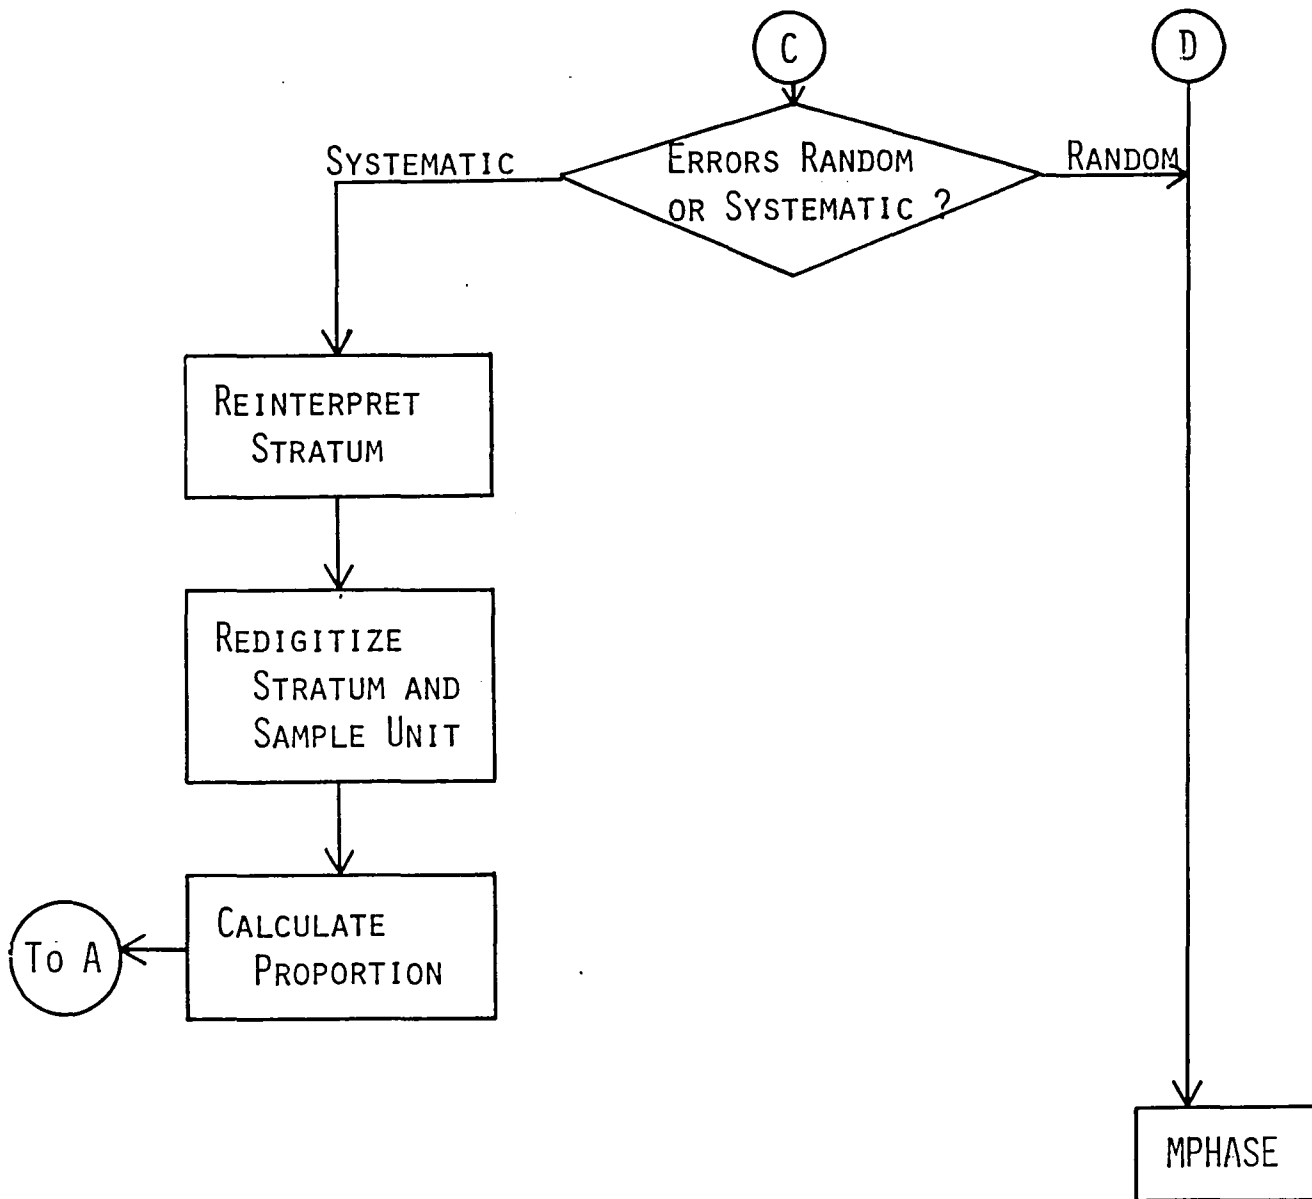 C
D
SYSTEMATIC
ERRORS RANDOM
OR SYSTEMATIC ?
RANDOM
REINTERPRET
STRATUM
REDIGITIZE
STRATUM AND
SAMPLE UNIT
CALCULATE
PROPORTION
To A
MPHASE